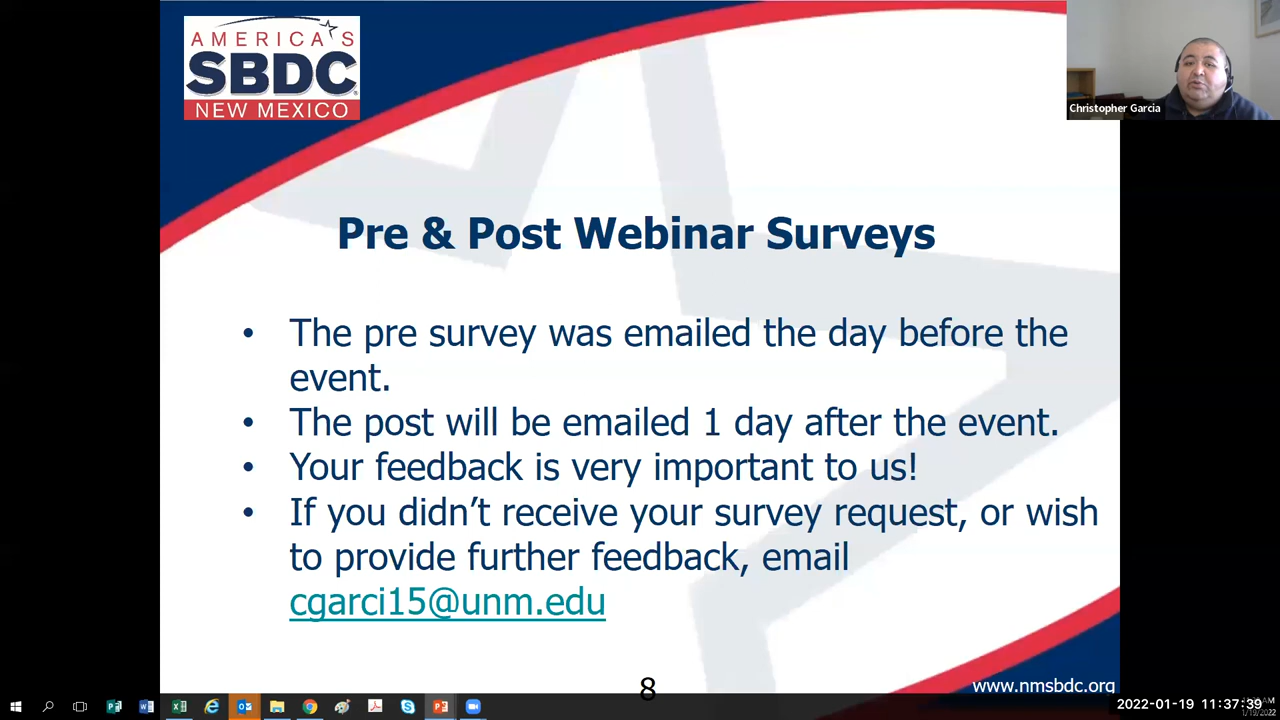 AMERICA'S
SBDC
NEW MEXICO
Christopher Garcia
Pre & Post Webinar Surveys
• The pre survey was emailed the day before the
event.
• The post will be emailed 1 day after the event.
• Your feedback is very important to us!
• If you didn’t receive your survey request, or wish
to provide further feedback, email
cgarci15@unm.edu
8
www.nmsbdc.org
2022-01-19 11:37:39